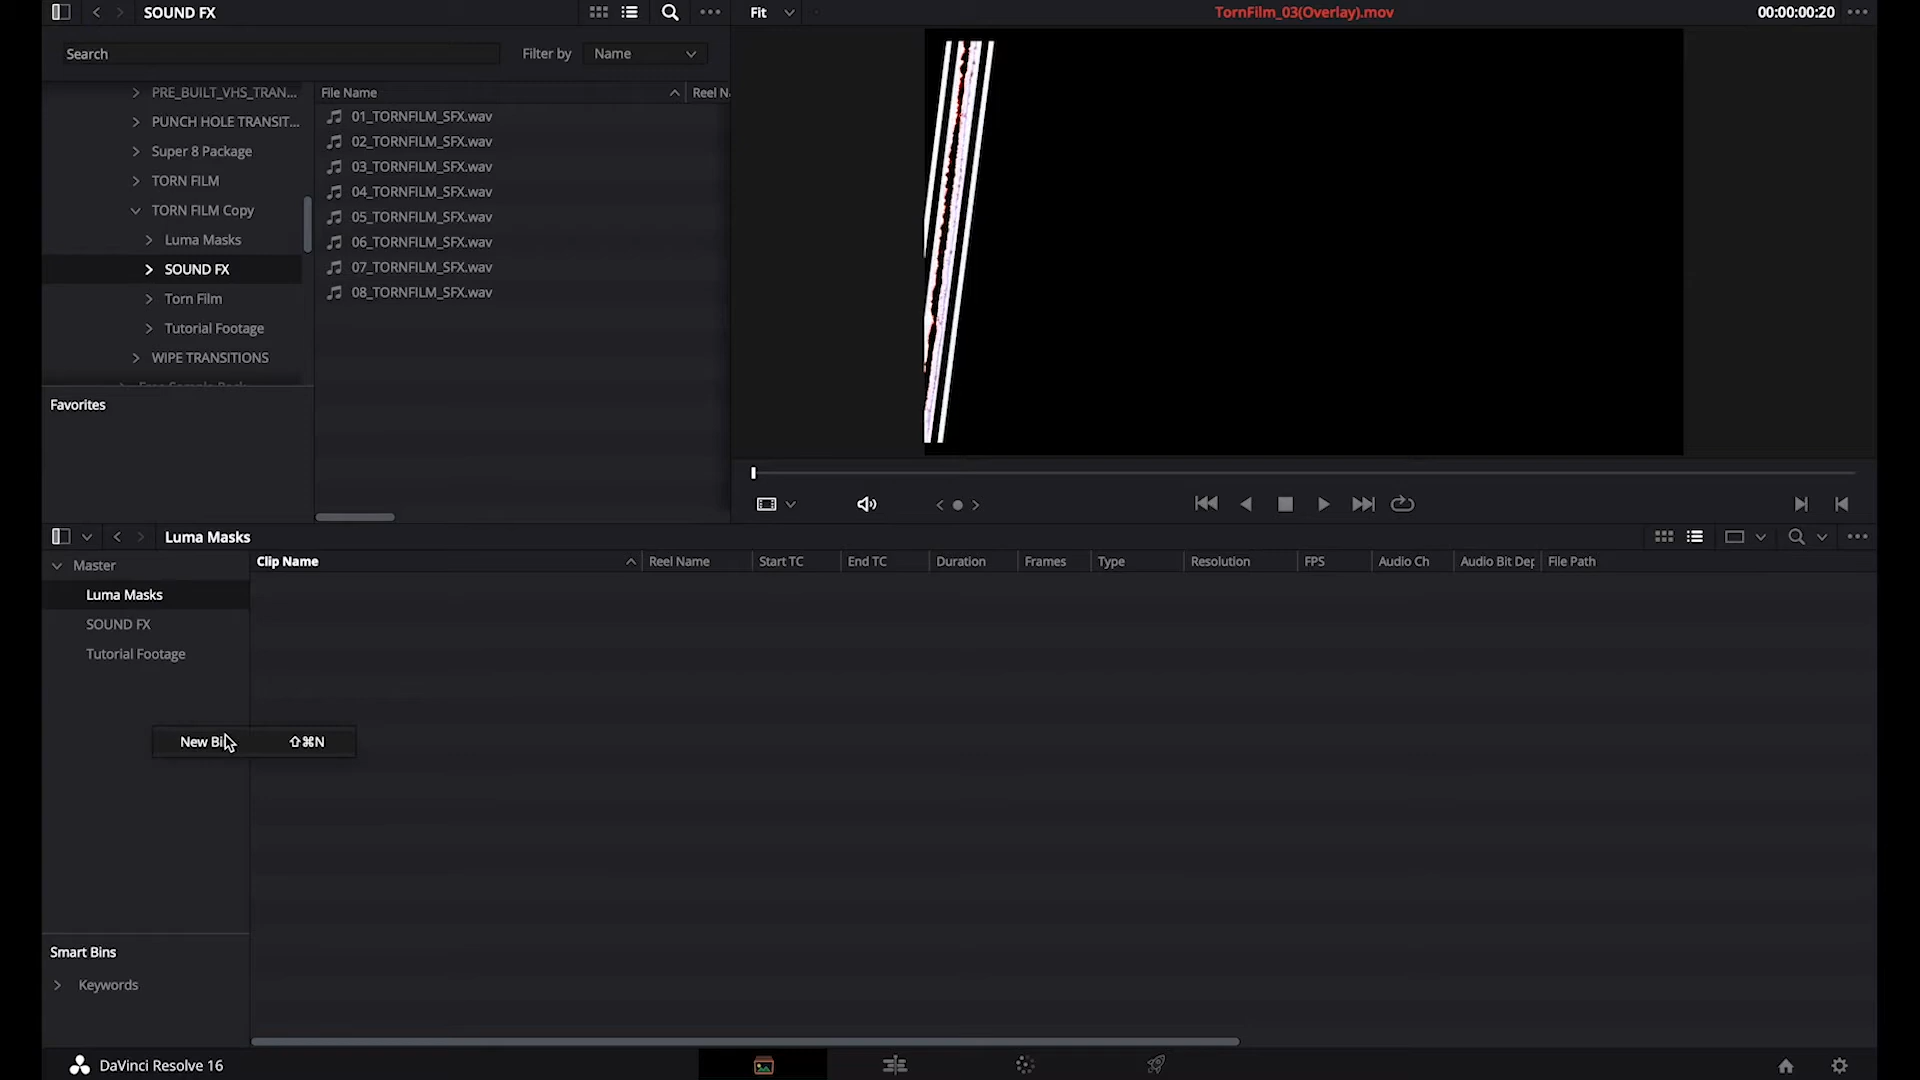 SOUND FX
Fit
TornFilm_03(Overlay).mov
00:00:00:20
Search
Filter by
Name
PRE_BUILT_VHS_TRAN...
PUNCH HOLE TRANSIT...
Super 8 Package
TORN FILM
TORN FILM Copy
Luma Masks
SOUND FX
Torn Film
Tutorial Footage
WIPE TRANSITIONS
File Name
Reel N
01_TORNFILM_SFX.wav
02_TORNFILM_SFX.wav
03_TORNFILM_SFX.wav
04_TORNFILM_SFX.wav
05_TORNFILM_SFX.wav
06_TORNFILM_SFX.wav
07_TORNFILM_SFX.wav
08_TORNFILM_SFX.wav
Favorites
Luma Masks
Master
Luma Masks
SOUND FX
Tutorial Footage
Clip Name
Reel Name
Start TC
End TC
Duration
Frames
Type
Resolution
FPS
Audio Ch
Audio Bit Dep
File Path
New Bin ⇧⌘N
Smart Bins
Keywords
DaVinci Resolve 16